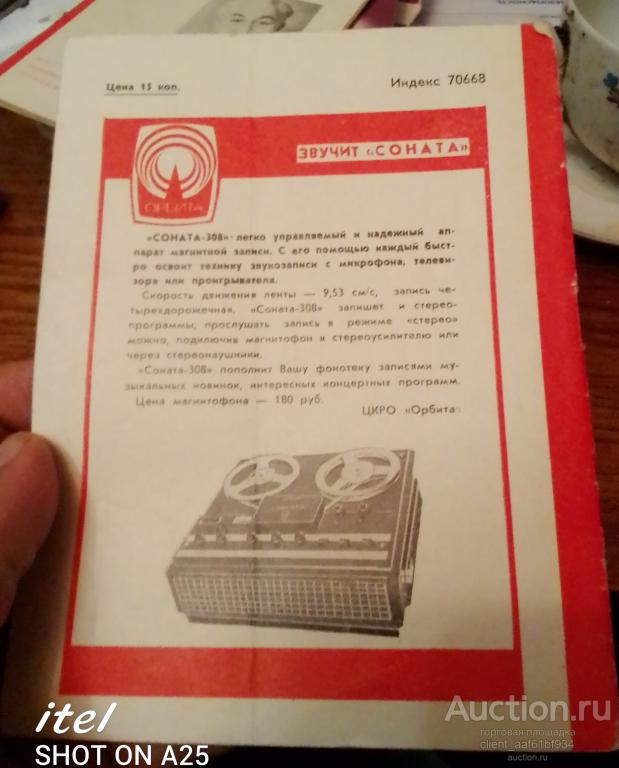 Цена 15 коп.
Индекс 70668
ОРБИТА
ЗВУЧИТ «СОНАТА»
«СОНАТА-308»-легко управляемый и надежный ап-
парат магнитной записи. С его помощью каждый быст-
ро освоит технику звукозаписи с микрофона, телеви-
зора или проигрывателя.
Скорость движения ленты — 9,53 см/с, запись че-
тырехдорожечная, «Соната-308» запишет и стерео-
программы, прослушать запись в режиме «стерео»
можно, подключив магнитофон к стереоусилителю или
через стереонаушники.
«Соната-308» пополнит Вашу фонотеку записями му-
зыкальных новинок, интересных концертных программ.
Цена магнитофона — 180 руб.
ЦКРО «Орбита»
itel
SHOT ON A25
Auction.ru
торговая площадка
client_aaf61bf934
auction.ru